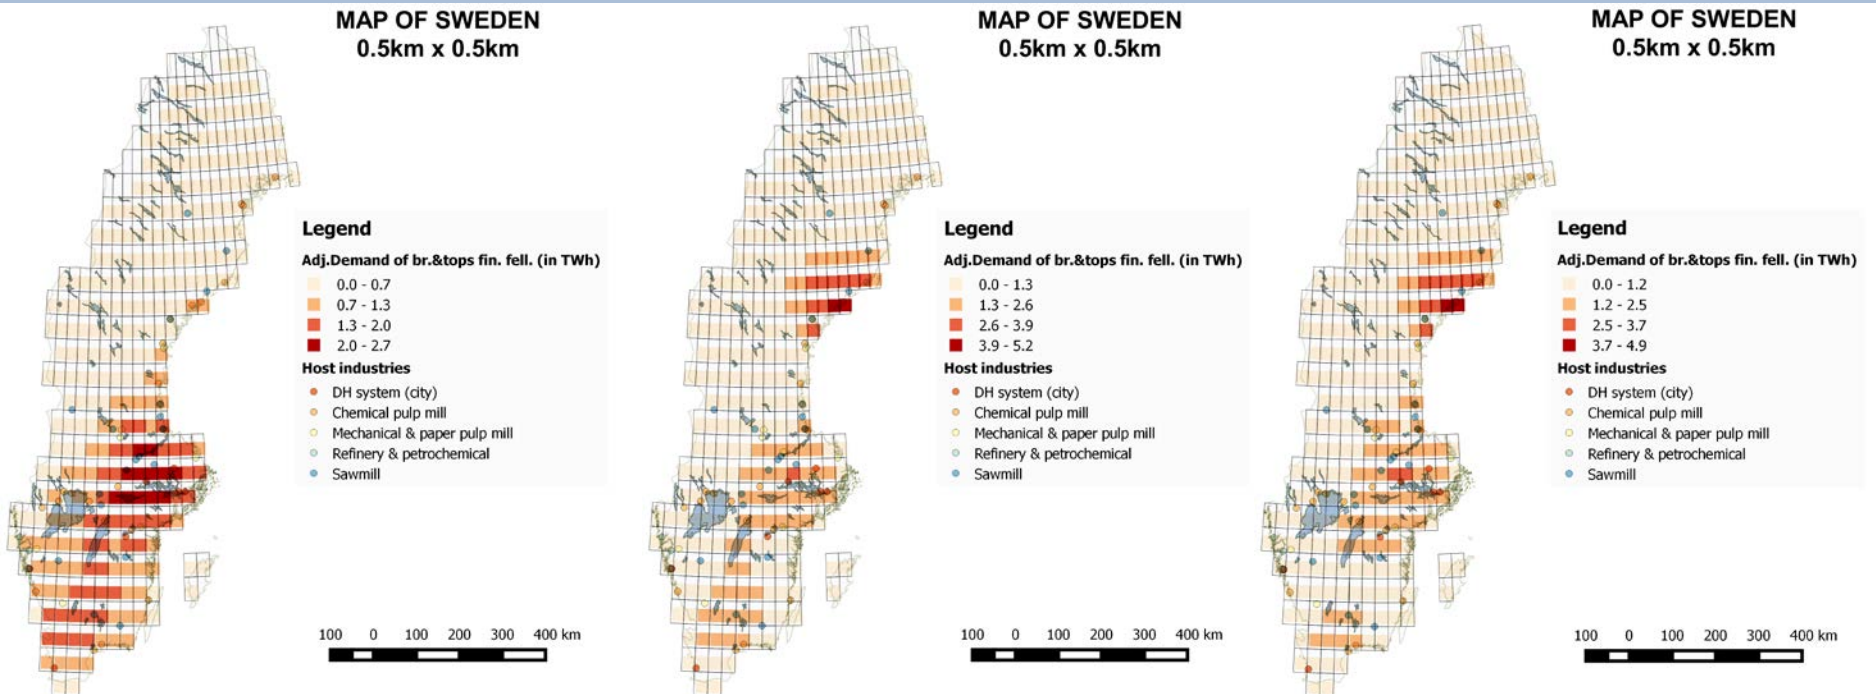 MAP OF SWEDEN
0.5km x 0.5km
Legend
Adj.Demand of br.&tops fin. fell. (in TWh)
0.0 - 0.7
0.7 - 1.3
1.3 - 2.0
2.0 - 2.7
Host industries
DH system (city)
Chemical pulp mill
Mechanical & paper pulp mill
Refinery & petrochemical
Sawmill
100 0 100 200 300 400 km
MAP OF SWEDEN
0.5km x 0.5km
Legend
Adj.Demand of br.&tops fin. fell. (in TWh)
0.0 - 1.3
1.3 - 2.6
2.6 - 3.9
3.9 - 5.2
Host industries
DH system (city)
Chemical pulp mill
Mechanical & paper pulp mill
Refinery & petrochemical
Sawmill
100 0 100 200 300 400 km
MAP OF SWEDEN
0.5km x 0.5km
Legend
Adj.Demand of br.&tops fin. fell. (in TWh)
0.0 - 1.2
1.2 - 2.5
2.5 - 3.7
3.7 - 4.9
Host industries
DH system (city)
Chemical pulp mill
Mechanical & paper pulp mill
Refinery & petrochemical
Sawmill
100 0 100 200 300 400 km